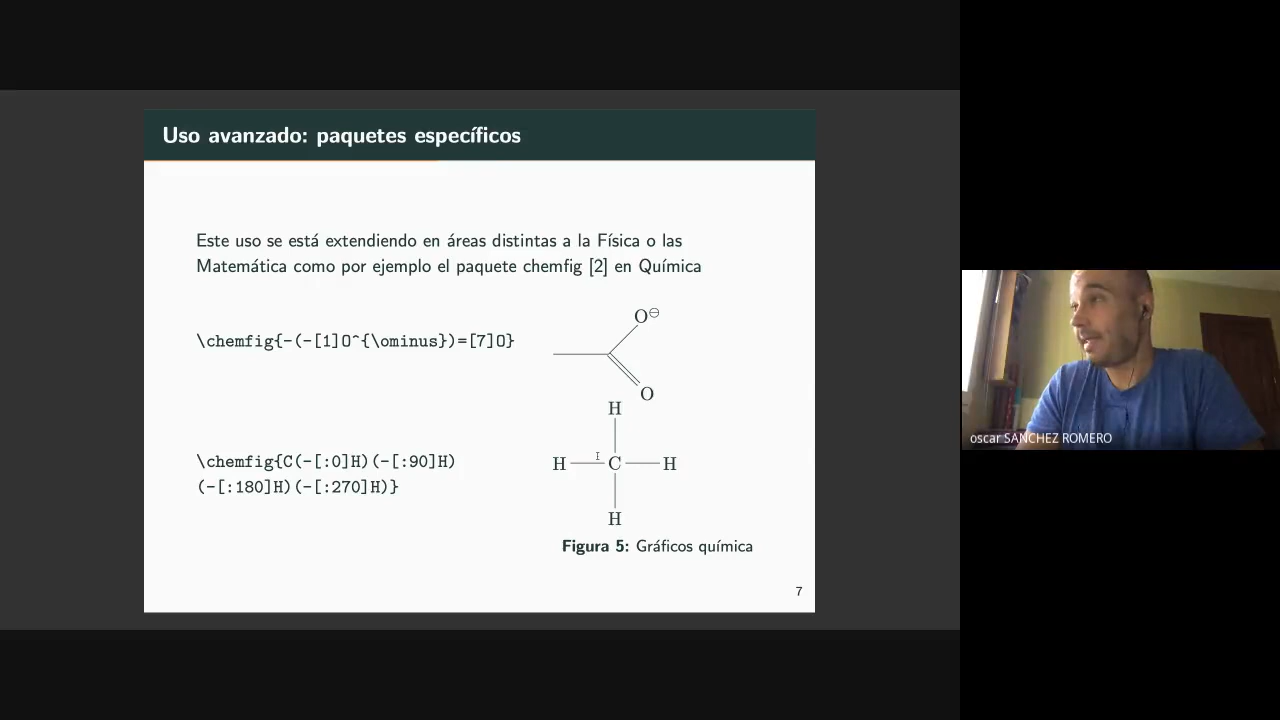 Uso avanzado: paquetes específicos
Este uso se está extendiendo en áreas distintas a la Física o las
Matemática como por ejemplo el paquete chemfig [2] en Química
\chemfig{-(-[1]O^{\ominus})=[7]O}
O⊖
O
\chemfig{C(-[:0]H)(-[:90]H)
(-[:180]H)(-[:270]H)}
H
H C H
H
Figura 5: Gráficos química
7
oscar SANCHEZ ROMERO